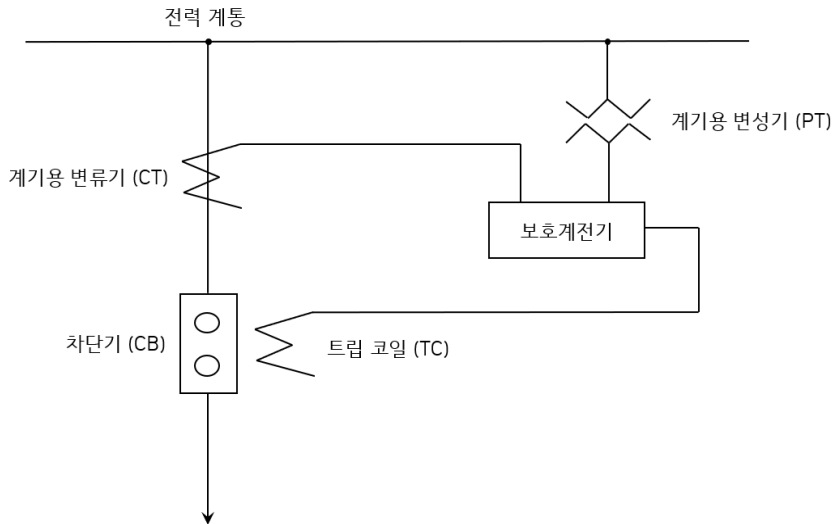 전력 계통
계기용 변성기 (PT)
계기용 변류기 (CT)
보호계전기
차단기 (CB)
트립 코일 (TC)